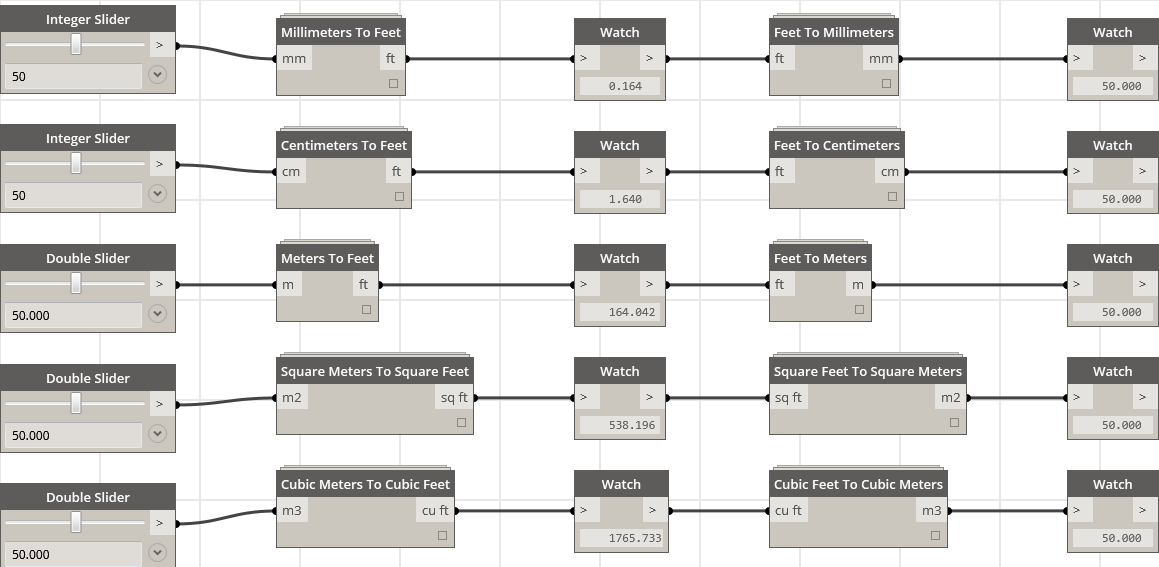 Integer Slider
>
50
Millimeters To Feet
mm ft
Watch
> >
0.164
Feet To Millimeters
ft mm
Watch
> >
50.000
Integer Slider
>
50
Centimeters To Feet
cm ft
Watch
> >
1.640
Feet To Centimeters
ft cm
Watch
> >
50.000
Double Slider
>
50.000
Meters To Feet
m ft
Watch
> >
164.042
Feet To Meters
ft m
Watch
> >
50.000
Double Slider
>
50.000
Square Meters To Square Feet
m2 sq ft
Watch
> >
538.196
Square Feet To Square Meters
sq ft m2
Watch
> >
50.000
Double Slider
>
50.000
Cubic Meters To Cubic Feet
m3 cu ft
Watch
> >
1765.733
Cubic Feet To Cubic Meters
cu ft m3
Watch
> >
50.000